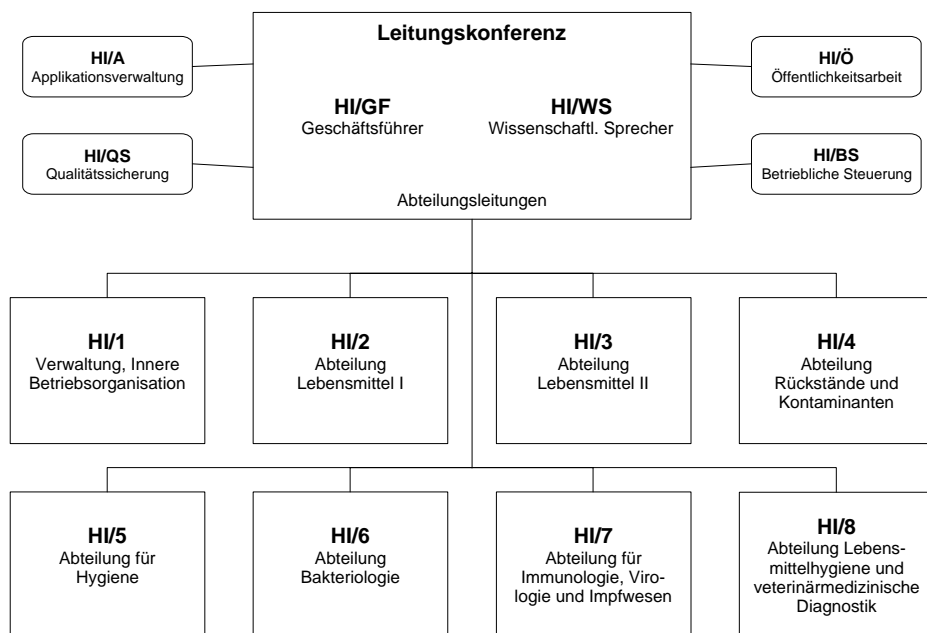 Leitungskonferenz
HI/A
Applikationsverwaltung
HI/Ö
Öffentlichkeitsarbeit
HI/GF
Geschäftsführer
HI/WS
Wissenschaftl. Sprecher
HI/QS
Qualitätssicherung
HI/BS
Betriebliche Steuerung
Abteilungsleitungen
HI/1
Verwaltung, Innere
Betriebsorganisation
HI/2
Abteilung
Lebensmittel I
HI/3
Abteilung
Lebensmittel II
HI/4
Abteilung
Rückstände und
Kontaminanten
HI/5
Abteilung für
Hygiene
HI/6
Abteilung
Bakteriologie
HI/7
Abteilung für
Immunologie, Viro-
logie und Impfwesen
HI/8
Abteilung Lebens-
mittelhygiene und
veterinärmedizinische
Diagnostik